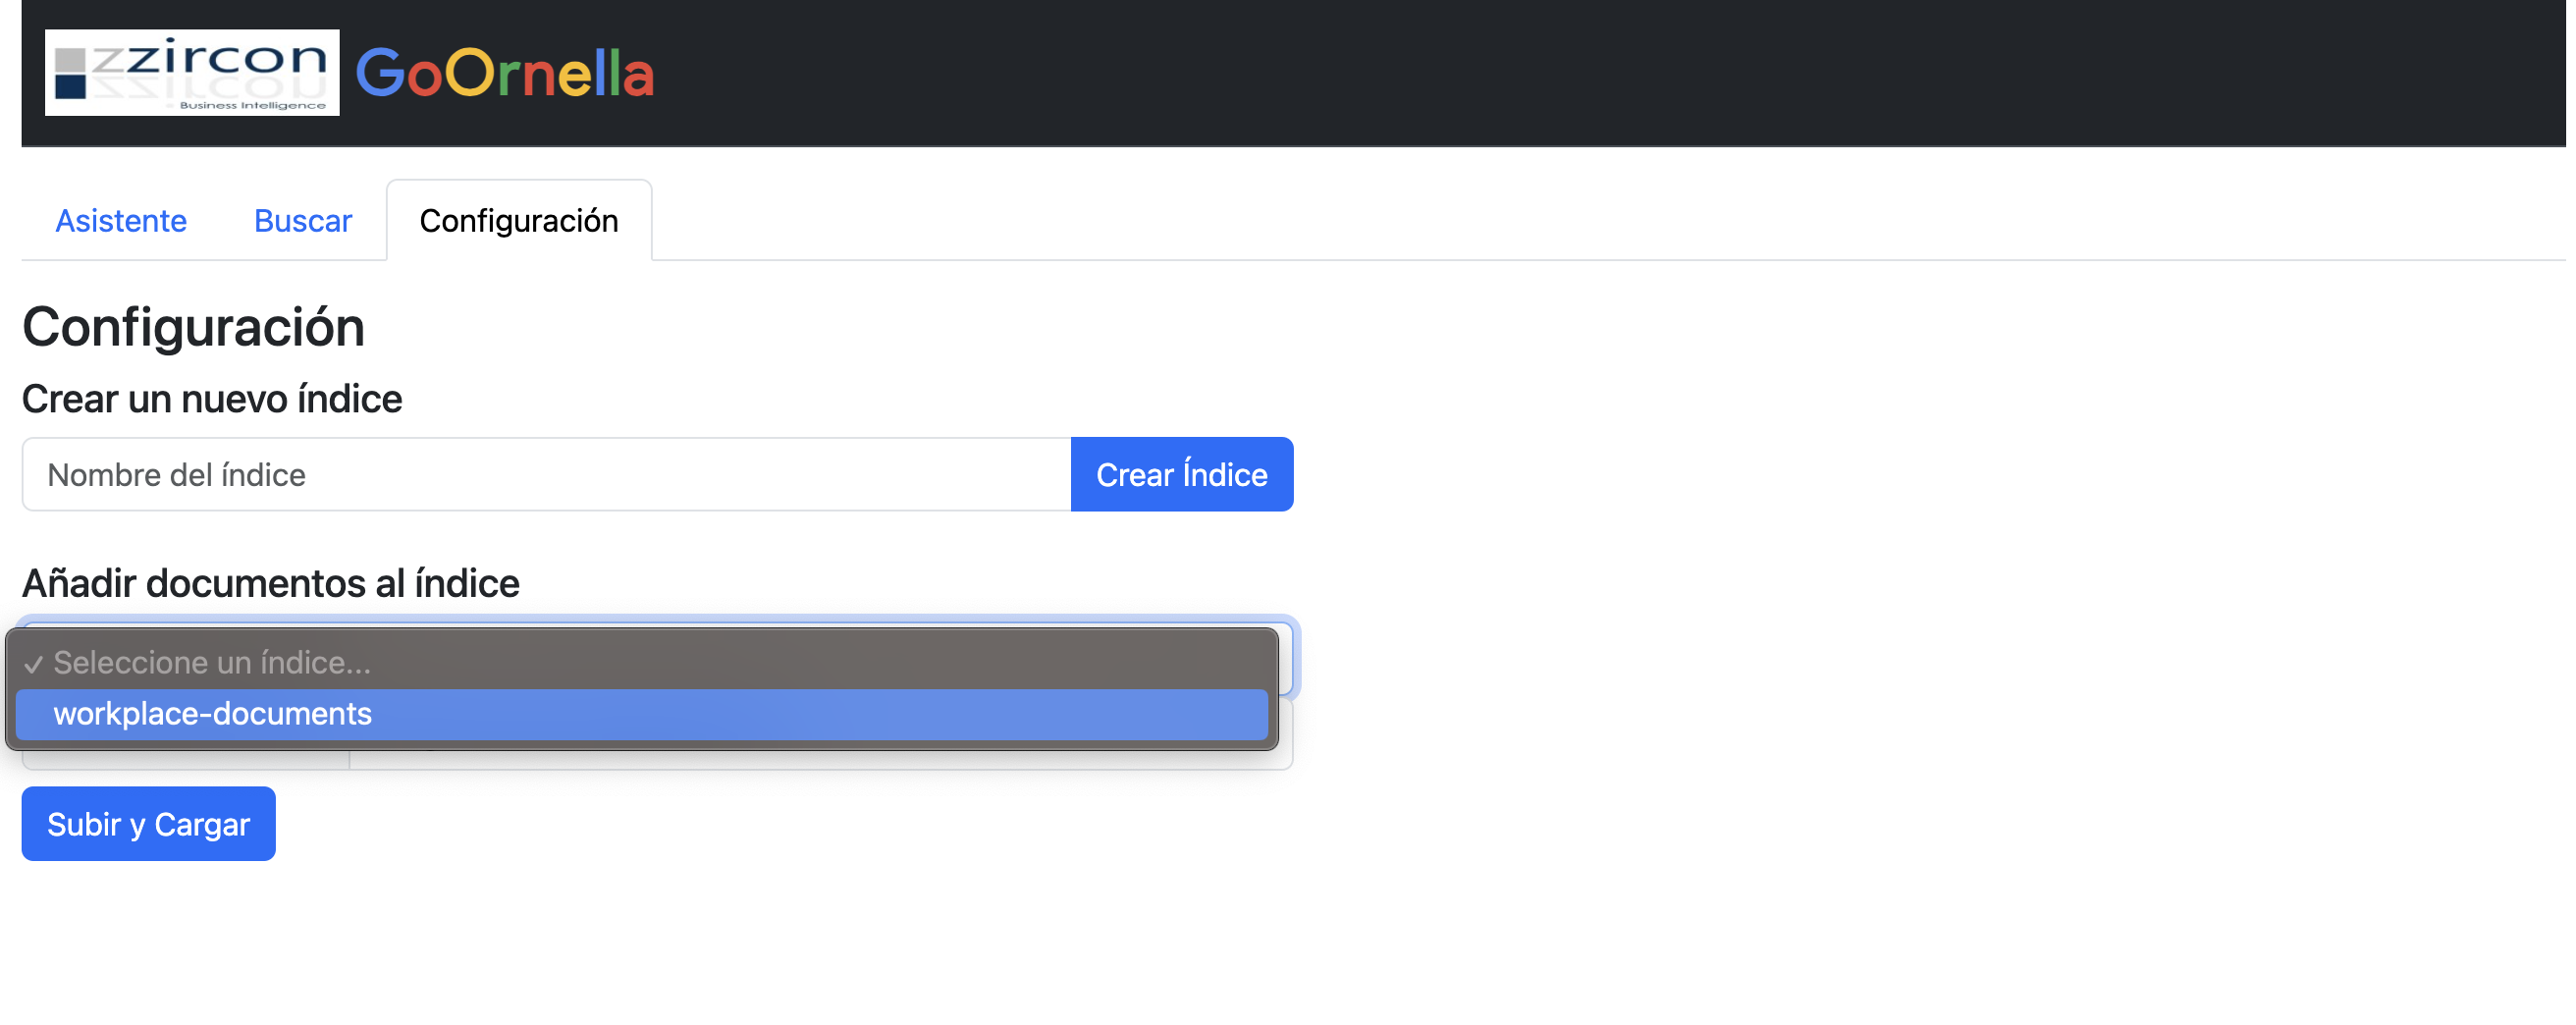 zzircon
Business Intelligence
GoOrnella
Asistente
Buscar
Configuración
Configuración
Crear un nuevo índice
Nombre del índice
Crear Índice
Añadir documentos al índice
✓ Seleccione un índice...
workplace-documents
Subir y Cargar